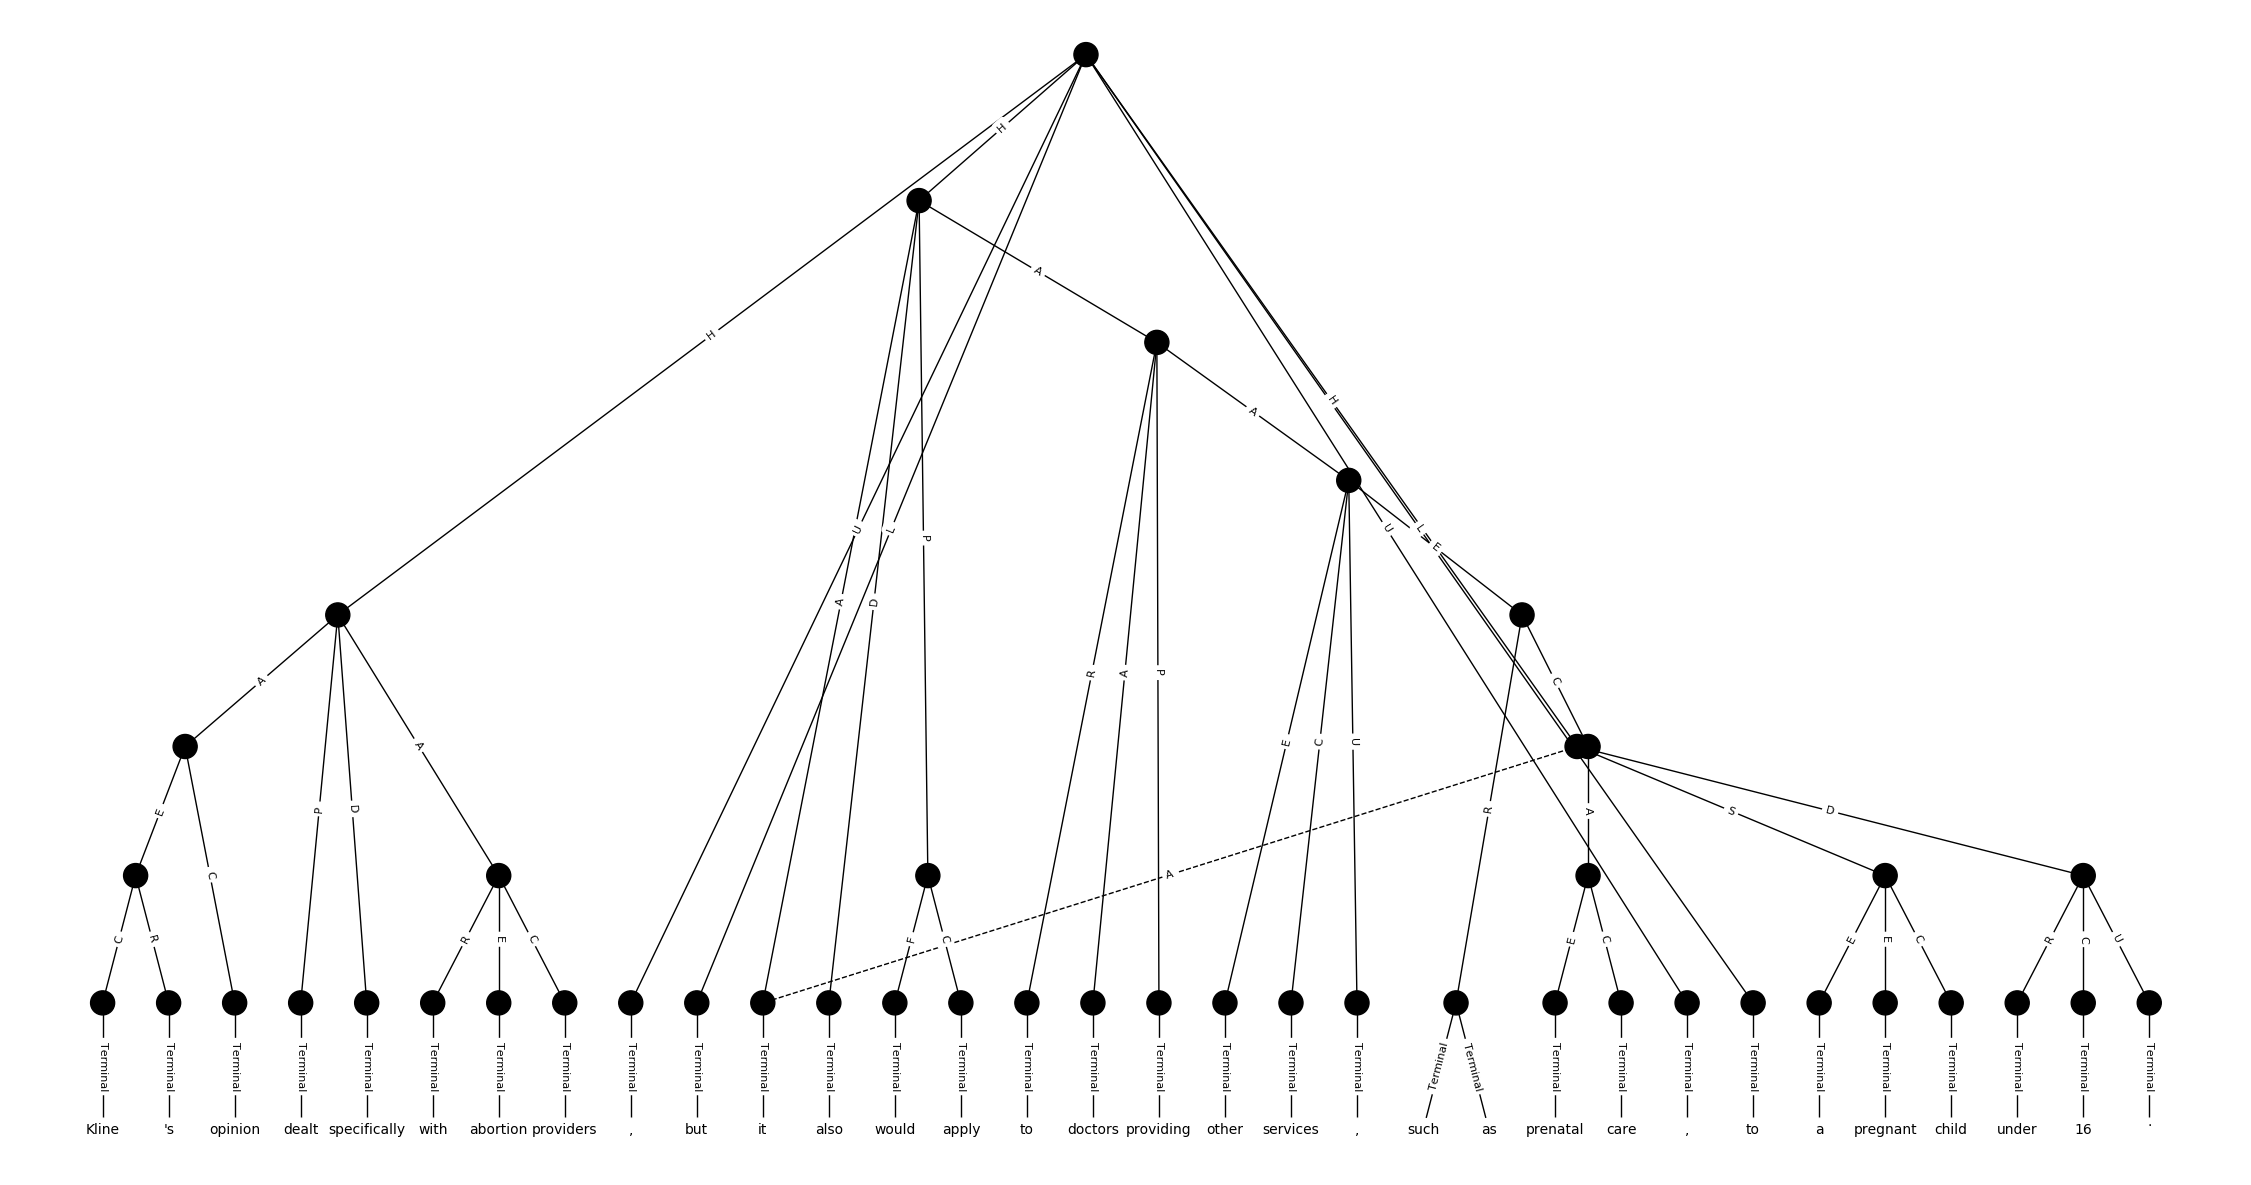 H
H
A
H
A
A
U
L
P
U
L
E
A
D
A
C
R
A
P
A
E
C
U
E
P
D
C
R
A
S
D
A
C
R
R
E
C
F
C
E
C
E
E
C
R
C
U
Terminal Terminal Terminal Terminal Terminal Terminal Terminal Terminal Terminal Terminal Terminal Terminal Terminal Terminal Terminal Terminal Terminal Terminal Terminal Terminal Terminal Terminal Terminal Terminal Terminal Terminal Terminal Terminal Terminal Terminal Terminal Terminal
Kline 's opinion dealt specifically with abortion providers , but it also would apply to doctors providing other services , such as prenatal care , to a pregnant child under 16 .